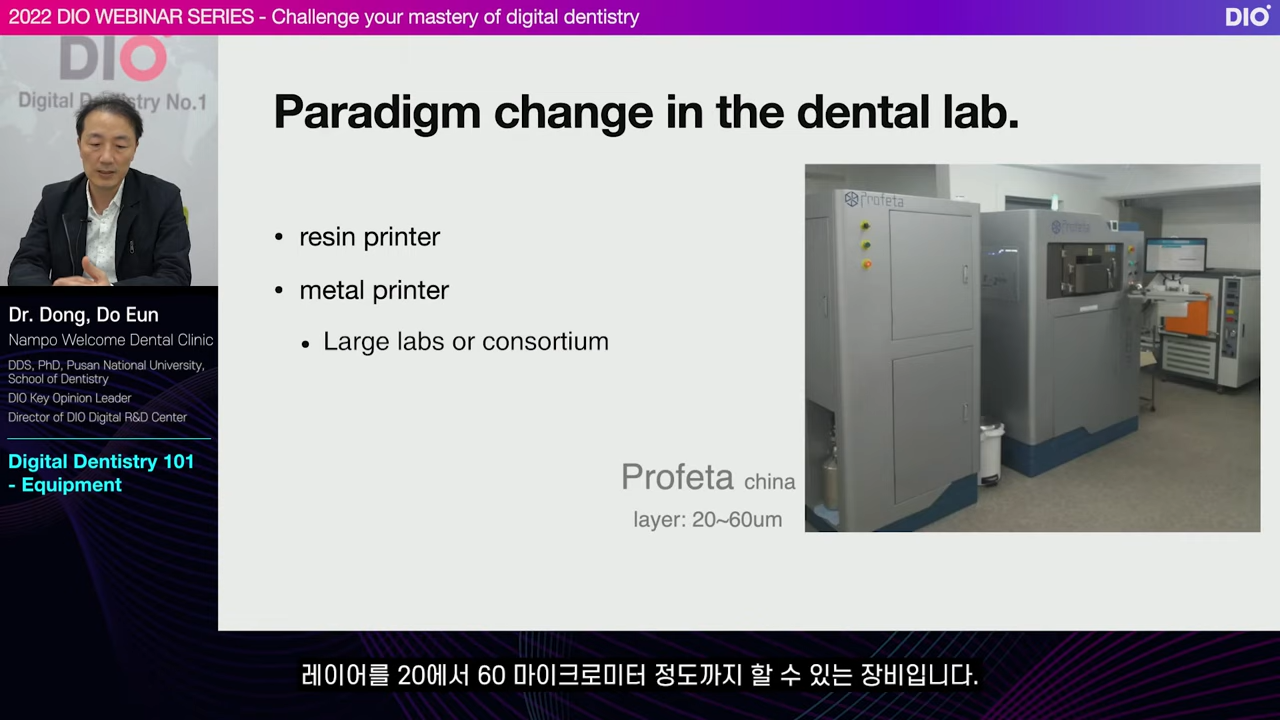 2022 DIO WEBINAR SERIES - Challenge your mastery of digital dentistry
DIO
DIO
Digital Dentistry No.1
Dr. Dong, Do Eun
Nampo Welcome Dental Clinic
DDS, PhD, Pusan National University,
School of Dentistry
DIO Key Opinion Leader
Director of DIO Digital R&D Center
Digital Dentistry 101
- Equipment
Paradigm change in the dental lab.
• resin printer
• metal printer
• Large labs or consortium
Profeta china
layer: 20~60um
Profeta
Profeta
레이어를 20에서 60 마이크로미터 정도까지 할 수 있는 장비입니다.